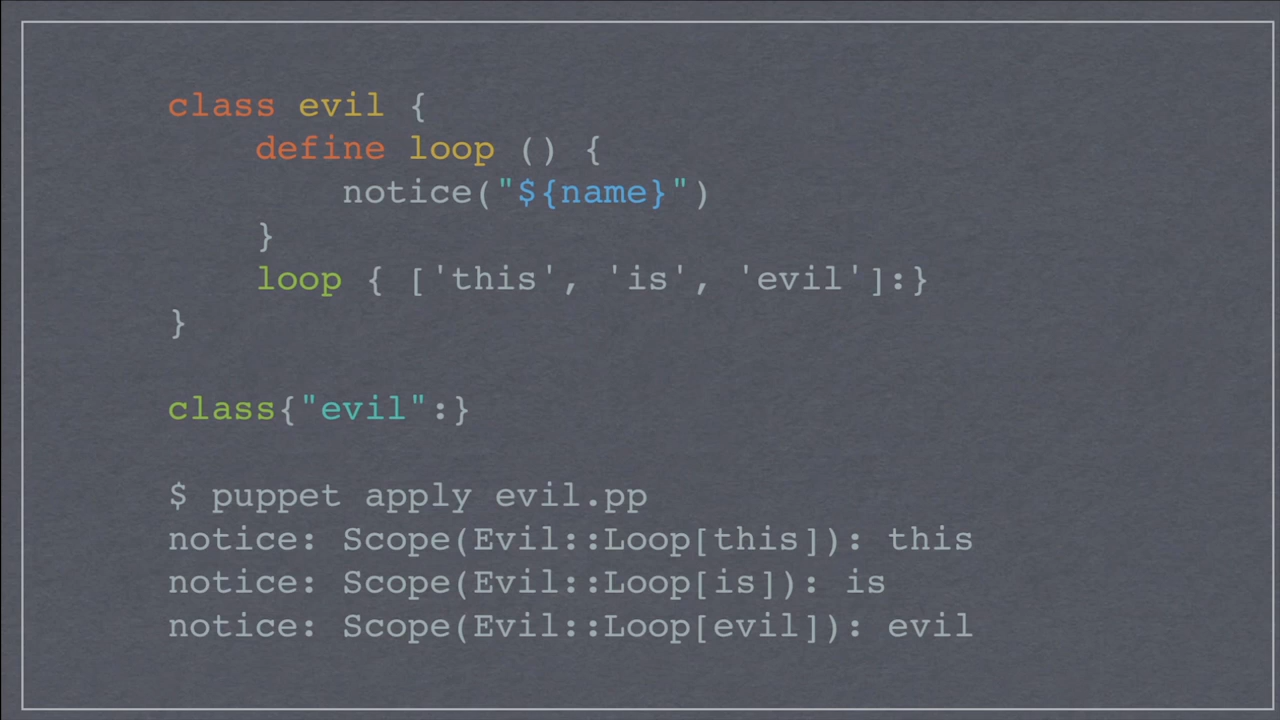 class evil {
define loop () {
notice("${name}")
}
loop { ['this', 'is', 'evil']:}
}
class{"evil":}
$ puppet apply evil.pp
notice: Scope(Evil::Loop[this]): this
notice: Scope(Evil::Loop[is]): is
notice: Scope(Evil::Loop[evil]): evil